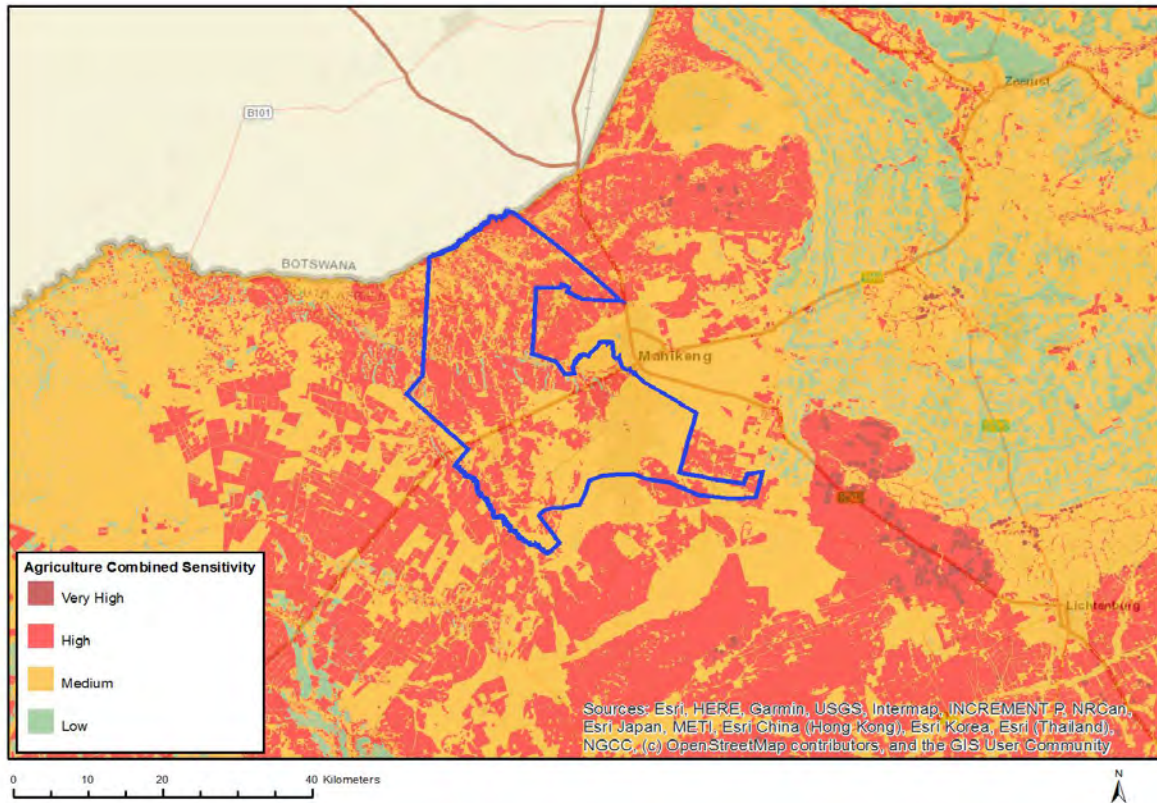 Zeerust
B101
BOTSWANA
Mahikeng
Lichtenburg
Agriculture Combined Sensitivity
Very High
High
Medium
Low
Sources: Esri, HERE, Garmin, USGS, Intermap, INCREMENT P, NRCan,
Esri Japan, METI, Esri China (Hong Kong), Esri Korea, Esri (Thailand),
NGCC, (c) OpenStreetMap contributors, and the GIS User Community
0 10 20 40 Kilometers
N